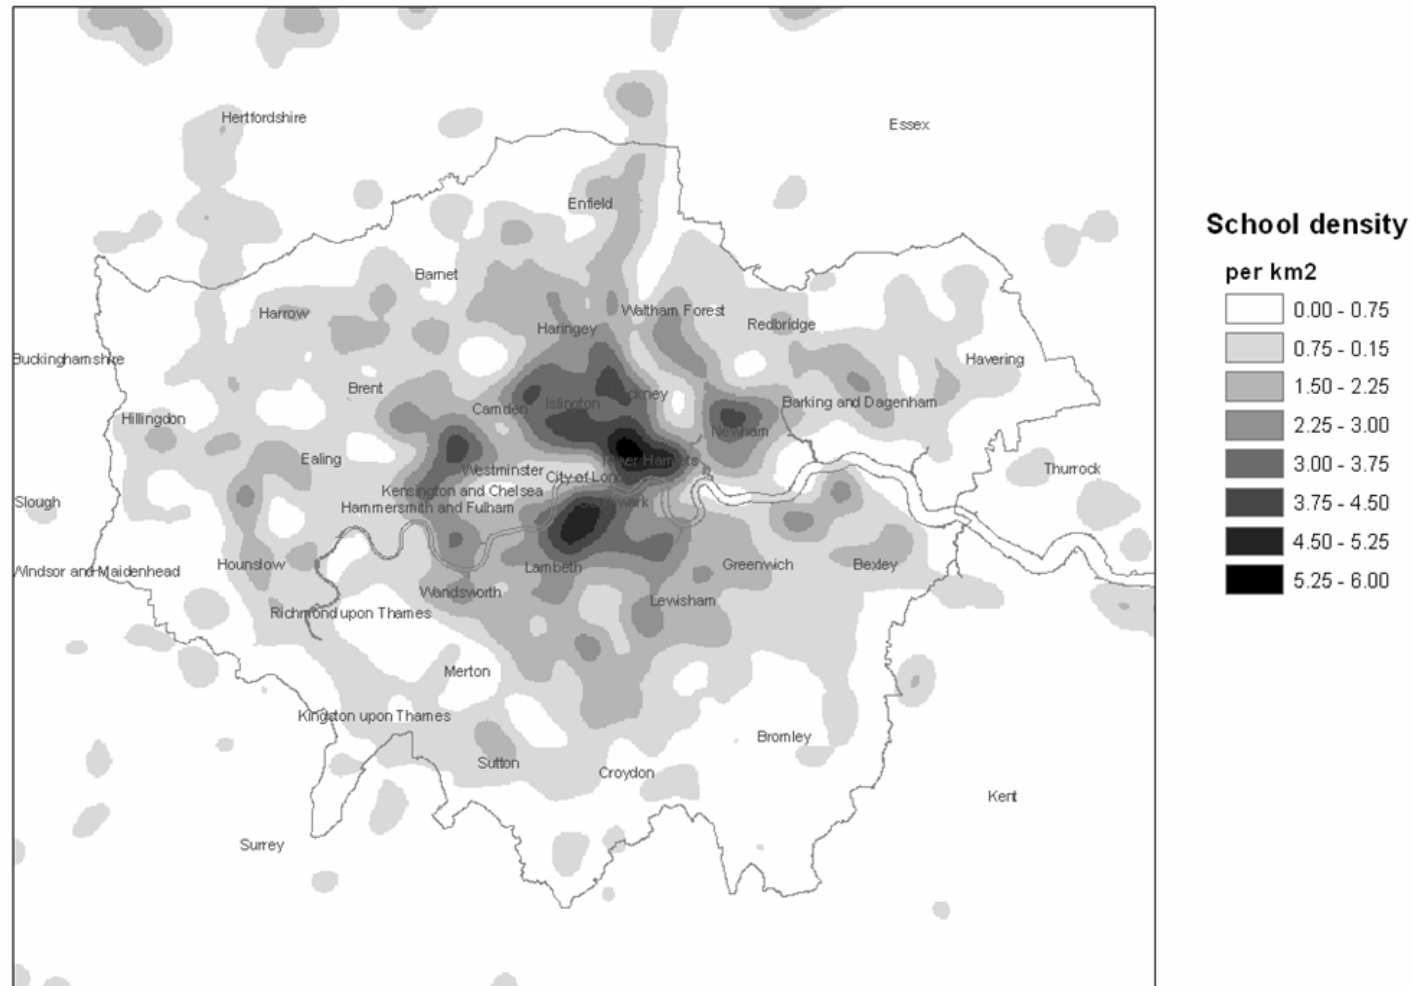 Hertfordshire
Essex
Enfield
Barnet
Harrow
Waltham Forest
Haringey
Redbridge
Buckinghamshire
Havering
Brent
Camden
Islington
Barking and Dagenham
Hillingdon
Newham
Ealing
Westminster
Thurrock
Kensington and Chelsea
Slough
Hammersmith and Fulham
Hounslow
Lambeth
Greenwich
Bexley
Windsor and Maidenhead
Wandsworth
Lewisham
Richmond upon Thames
Merton
Kingston upon Thames
Bromley
Sutton
Croydon
Kent
Surrey
School density
per km2
0.00 - 0.75
0.75 - 0.15
1.50 - 2.25
2.25 - 3.00
3.00 - 3.75
3.75 - 4.50
4.50 - 5.25
5.25 - 6.00